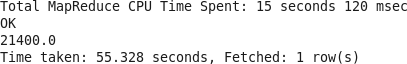 Total MapReduce CPU Time Spent: 15 seconds 120 msec
OK
21400.0
Time taken: 55.328 seconds, Fetched: 1 row(s)